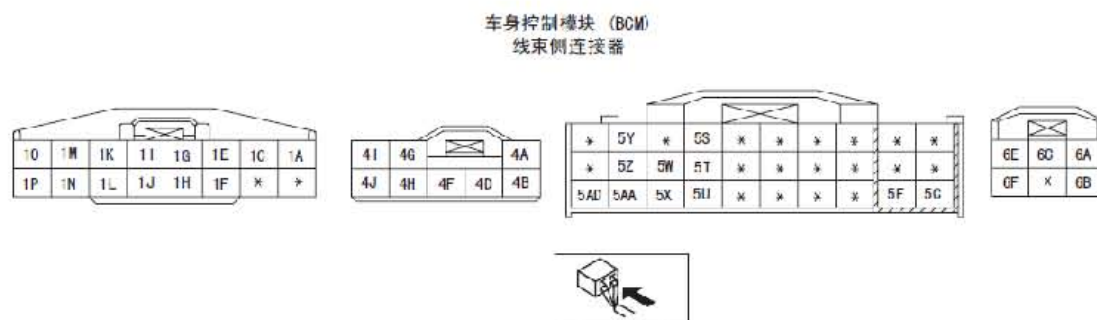 车身控制模块 (BCM)
线束侧连接器
1O 1M 1K 1I 1G 1E 1C 1A
1P 1N 1L 1J 1H 1F * *
4I 4G 4A
4J 4H 4F 4D 4B
* 5Y * 5S * * * * * *
* 5Z 5W 5T * * * * * *
5AD 5AA 5X 5U * * * * 5F 5C
6E 6C 6A
6F * 6B